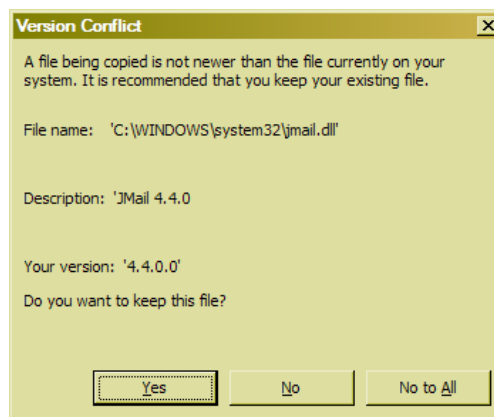 Version Conflict
A file being copied is not newer than the file currently on your
system. It is recommended that you keep your existing file.
File name: 'C:\WINDOWS\system32\jmail.dll'
Description: 'JMail 4.4.0
Your version: '4.4.0.0'
Do you want to keep this file?
Yes No No to All